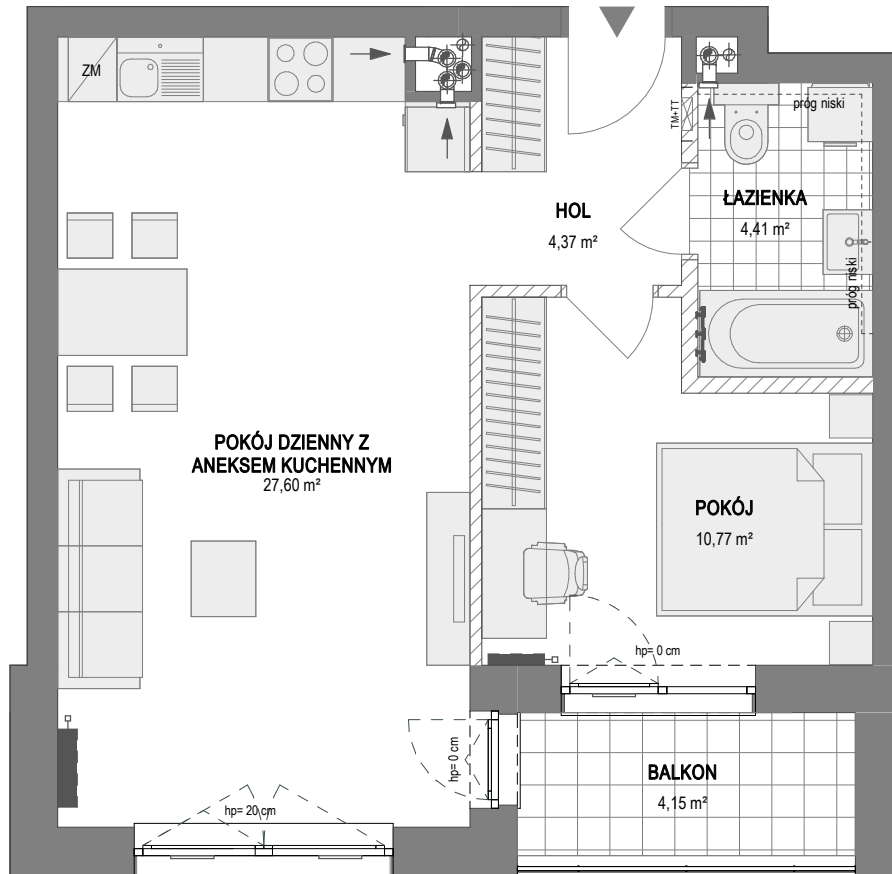 ZM
TM+TT
próg niski
ŁAZIENKA
4,41 m²
HOL
4,37 m²
próg niski
POKÓJ DZIENNY Z
ANEKSEM KUCHENNYM
27,60 m²
POKÓJ
10,77 m²
hp= 0 cm
hp= 0 cm
BALKON
4,15 m²
hp= 20 cm